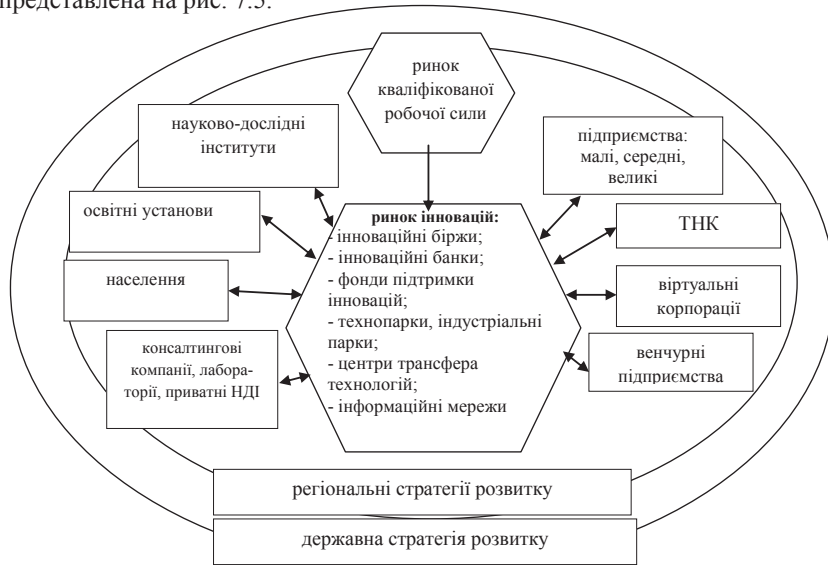 представлена на рис. 7.5.
ринок
кваліфікованої
робочої сили
науково-дослідні
інститути
підприємства:
малі, середні,
великі
освітні установи
ТНК
населення
віртуальні
корпорації
консалтингові
компанії, лабора-
торії, приватні НДІ
венчурні
підприємства
ринок інновацій:
- інноваційні біржи;
- інноваційні банки;
- фонди підтримки
інновацій;
- технопарки, індустріальні
парки;
- центри трансфера
технологій;
- інформаційні мережи
регіональні стратегії розвитку
державна стратегія розвитку